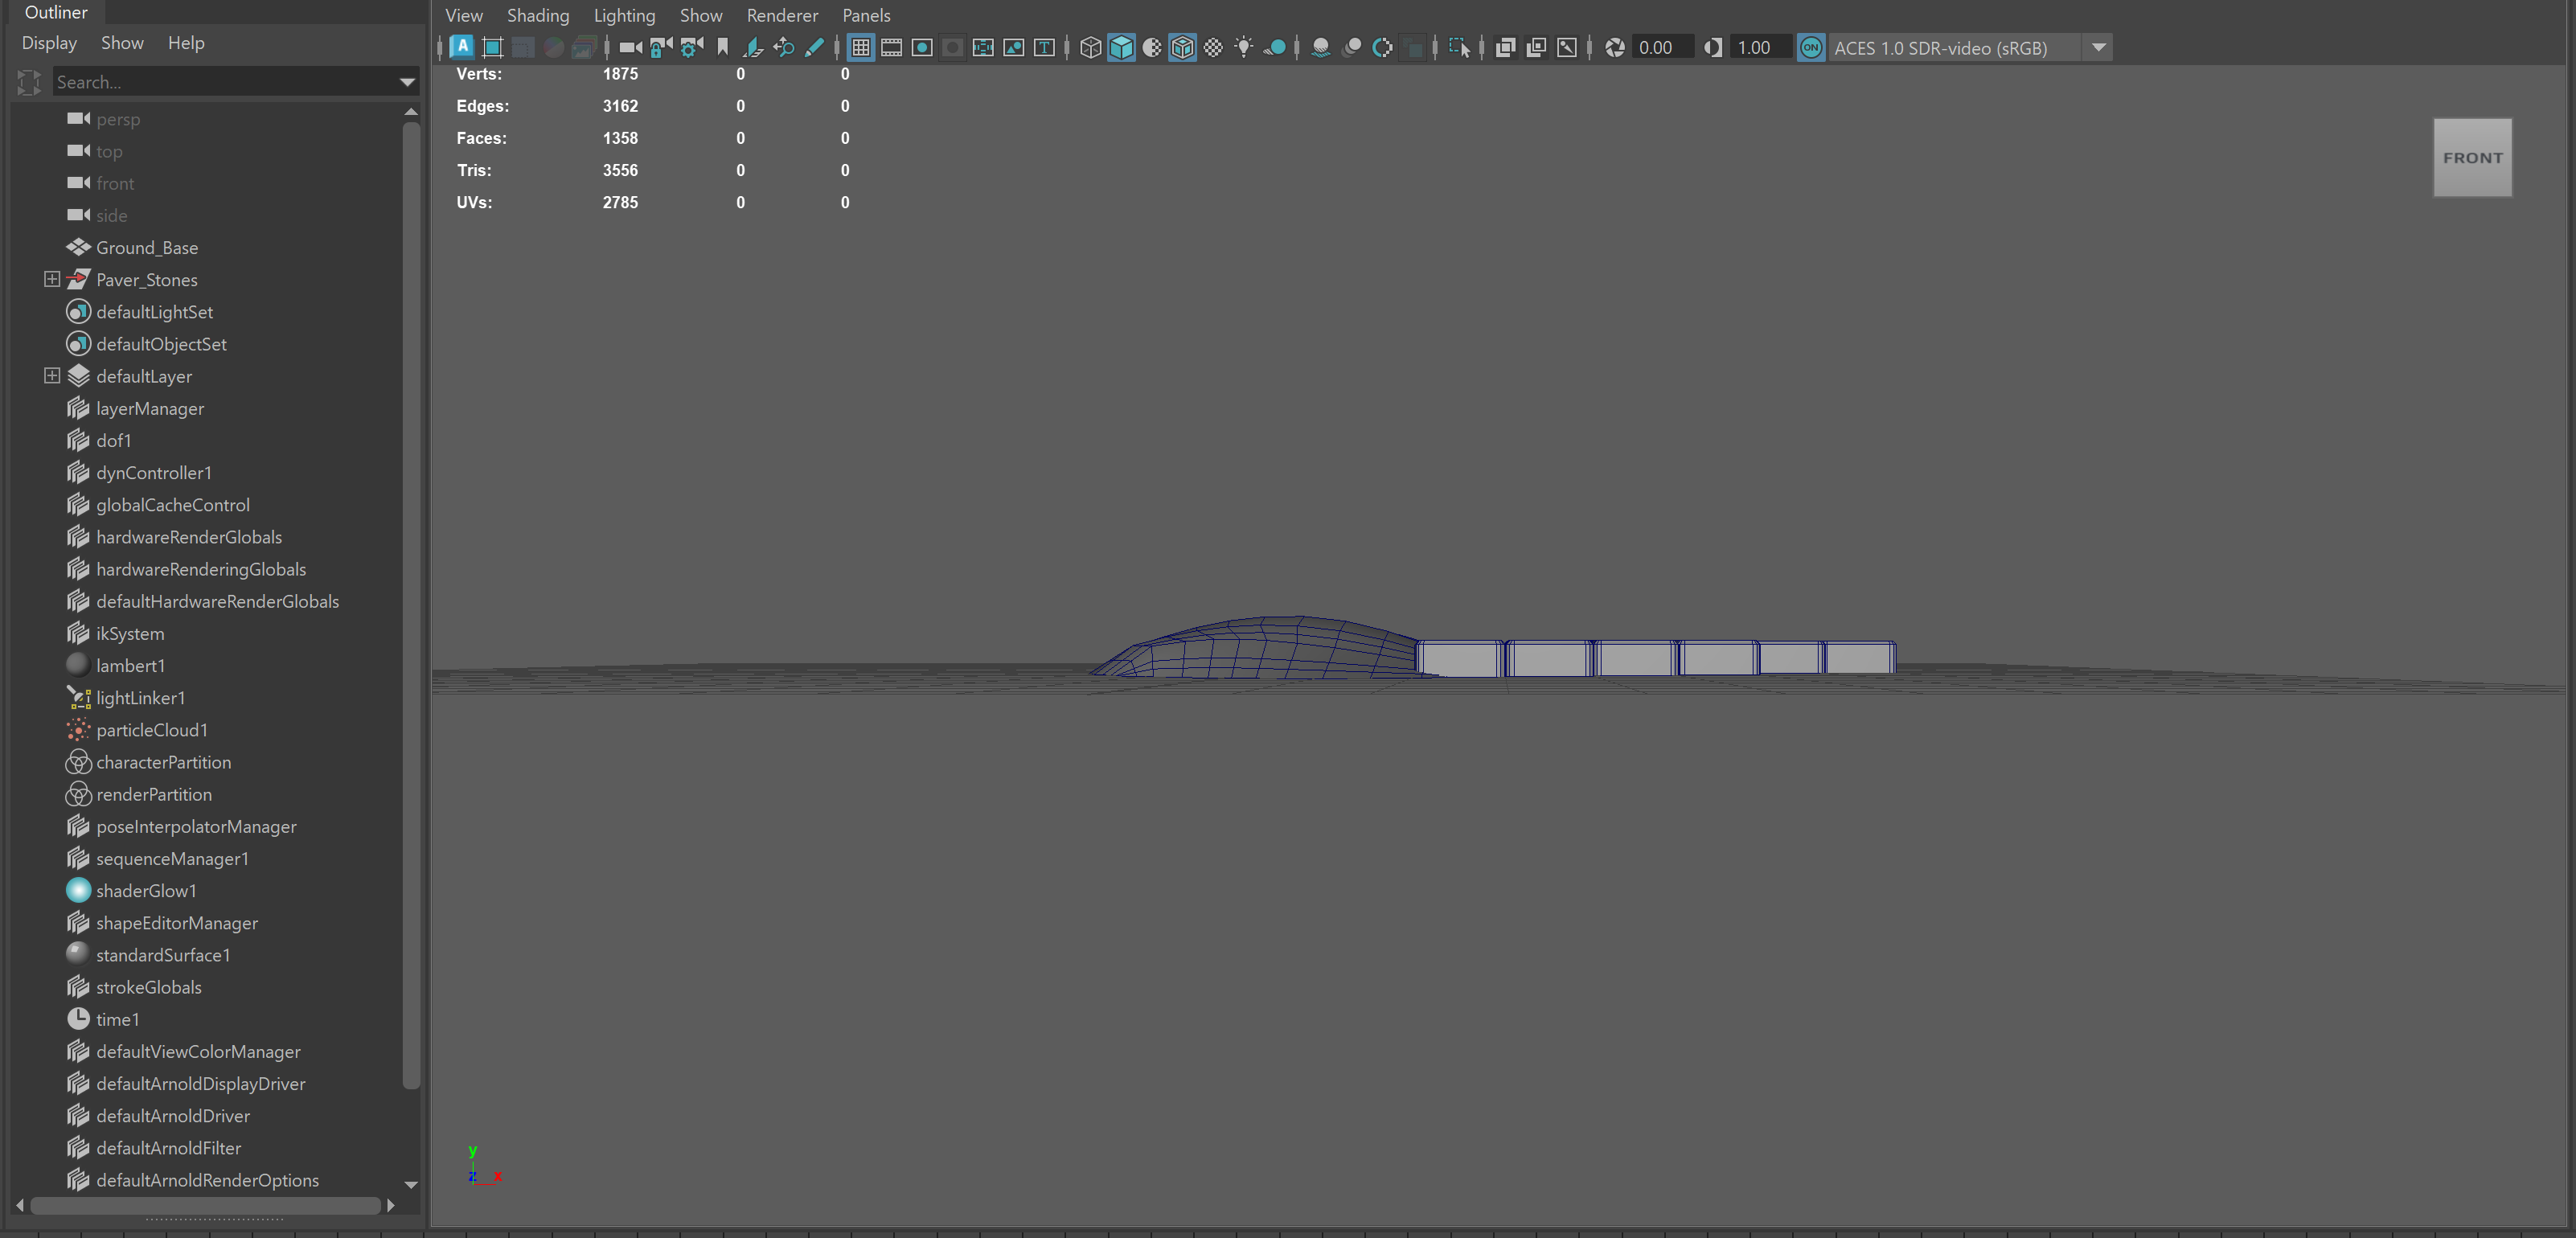 Outliner
Display Show Help
Search...
persp
top
front
side
Ground_Base
Paver_Stones
defaultLightSet
defaultObjectSet
defaultLayer
layerManager
dof1
dynController1
globalCacheControl
hardwareRenderGlobals
hardwareRenderingGlobals
defaultHardwareRenderGlobals
ikSystem
lambert1
lightLinker1
particleCloud1
characterPartition
renderPartition
poseInterpolatorManager
sequenceManager1
shaderGlow1
shapeEditorManager
standardSurface1
strokeGlobals
time1
defaultViewColorManager
defaultArnoldDisplayDriver
defaultArnoldDriver
defaultArnoldFilter
defaultArnoldRenderOptions
View Shading Lighting Show Renderer Panels
A T 0.00 1.00 ON ACES 1.0 SDR-video (sRGB)
Verts: 1875 0 0
Edges: 3162 0 0
Faces: 1358 0 0
Tris: 3556 0 0
UVs: 2785 0 0
FRONT
y
z x